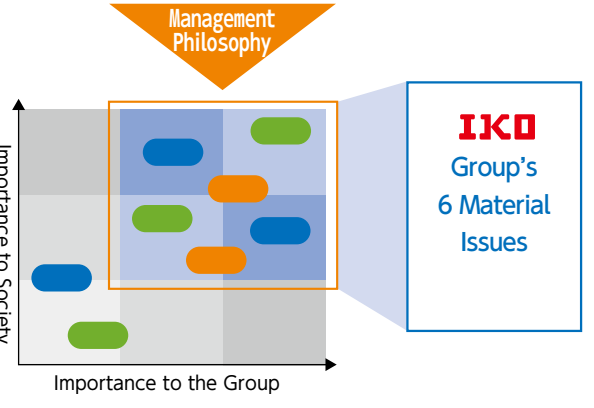 Management
Philosophy
IKO
Group's
6 Material
Issues
Importance to Society
Importance to the Group